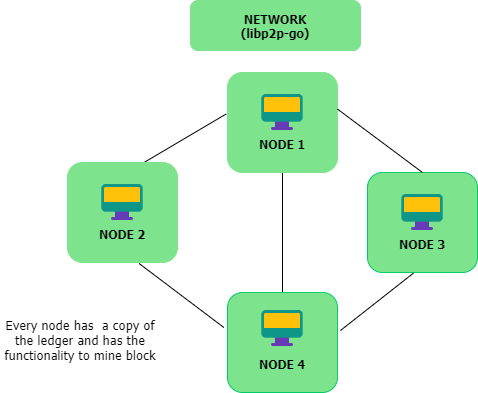 NETWORK
(libp2p-go)
NODE 1
NODE 2
NODE 3
NODE 4
Every node has a copy of
the ledger and has the
functionality to mine block